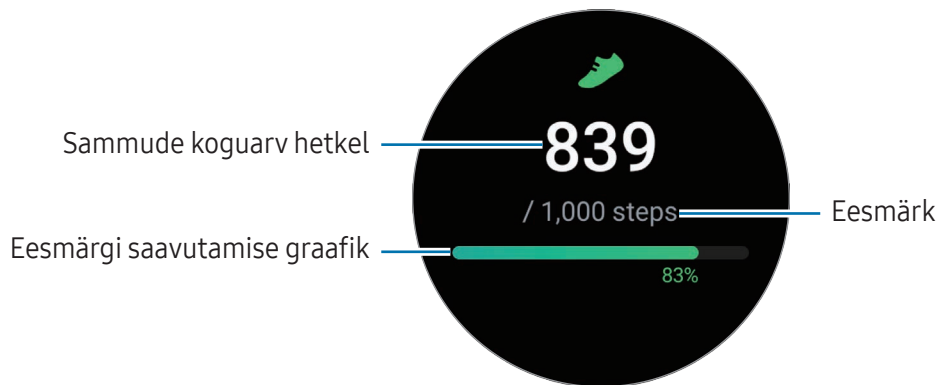 Sammude koguarv hetkel
839
/ 1,000 steps
Eesmärk
Eesmärgi saavutamise graafik
83%